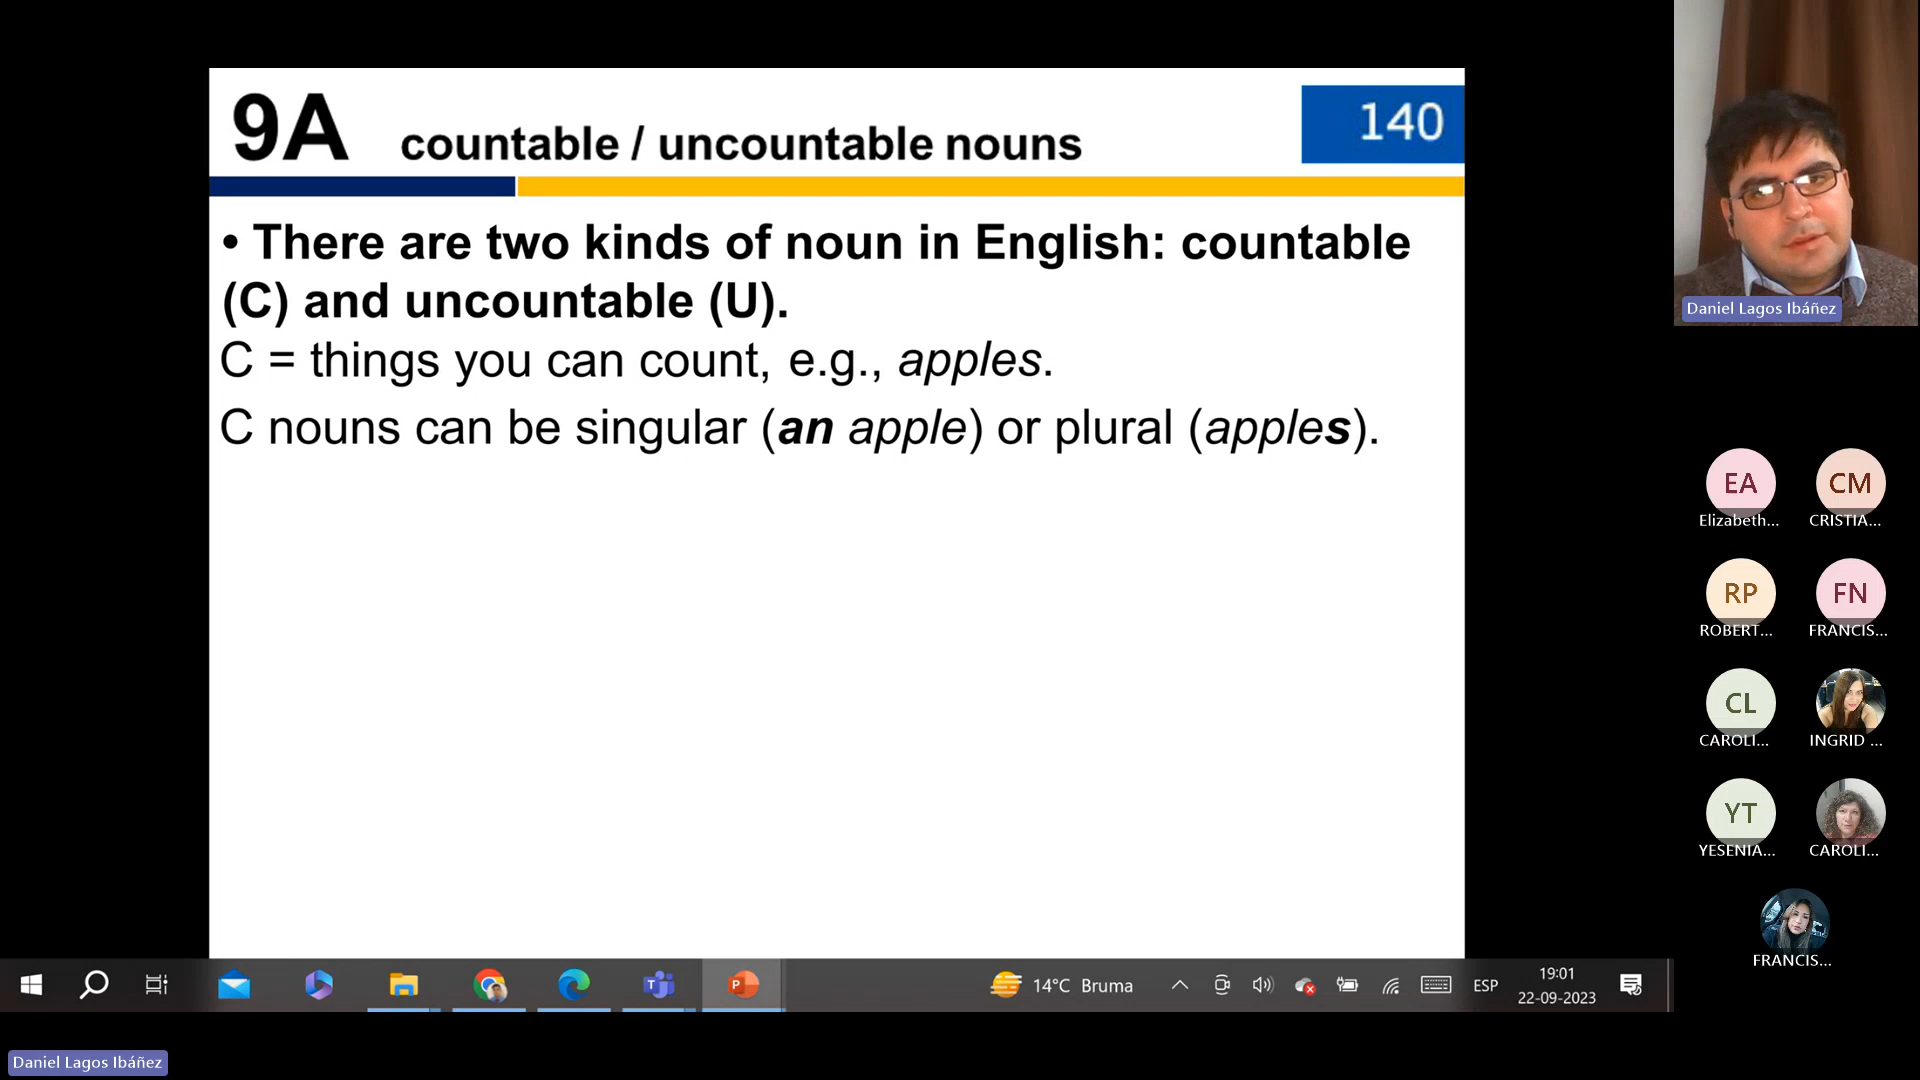 9A countable / uncountable nouns
140
• There are two kinds of noun in English: countable
(C) and uncountable (U).
C = things you can count, e.g., apples.
C nouns can be singular (an apple) or plural (apples).
Daniel Lagos Ibáñez
EA
CM
Elizabeth...
CRISTIA...
RP
FN
ROBERT...
FRANCIS...
CL
CAROLI...
INGRID ...
YT
YESENIA...
CAROLI...
FRANCIS...
14°C Bruma
ESP
19:01
22-09-2023
Daniel Lagos Ibáñez